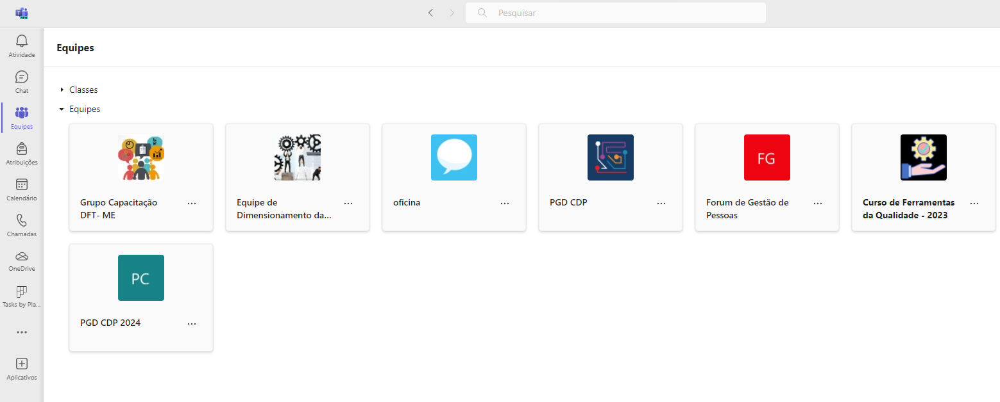 Pesquisar
Atividade
Chat
Equipes
Atribuições
Calendário
Chamadas
OneDrive
Tasks by Pla...
Aplicativos
Equipes
Classes
Equipes
Grupo Capacitação
DFT- ME
Equipe de
Dimensionamento da...
oficina
PGD CDP
FG
Forum de Gestão de
Pessoas
Curso de Ferramentas
da Qualidade - 2023
PC
PGD CDP 2024